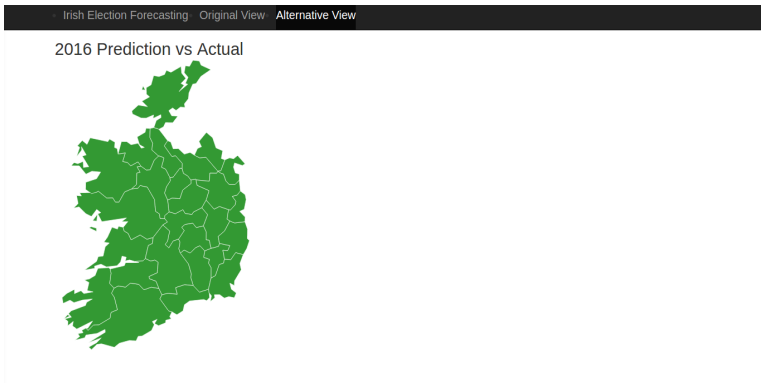 Irish Election Forecasting Original View Alternative View
2016 Prediction vs Actual